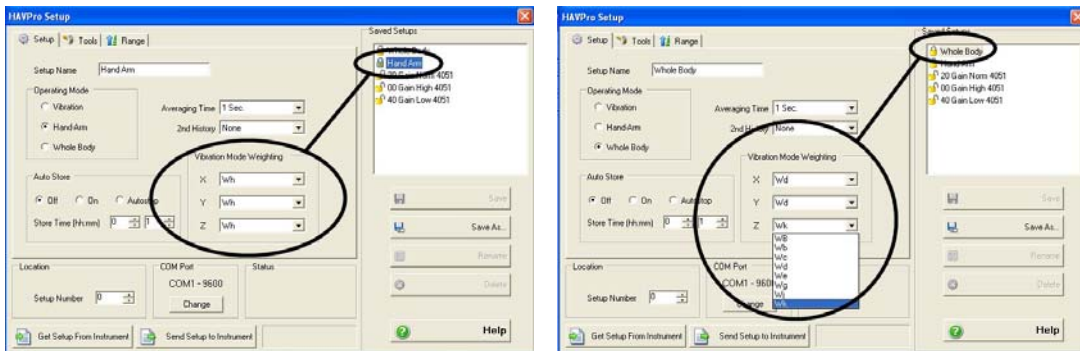 HAVPro Setup
Setup Tools Range
Saved Setups
Setup Name Hand Arm
Whole Body
Hand Arm
20 Gain Norm 4051
00 Gain High 4051
40 Gain Low 4051
Operating Mode
Vibration
Hand Arm
Whole Body
Averaging Time 1 Sec.
2nd History None
Vibration Mode Weighting
X Wh
Y Wh
Z Wh
Auto Store
Off On Autostop
Store Time (hh:mm) 0 1
Save
Save As...
Rename
Delete
Location
Setup Number 0
COM Port
COM1 - 9600
Change
Status
Get Setup From Instrument Send Setup to Instrument
Help
HAVPro Setup
Setup Tools Range
Saved Setups
Setup Name Whole Body
Whole Body
Hand Arm
20 Gain Norm 4051
00 Gain High 4051
40 Gain Low 4051
Operating Mode
Vibration
Hand Arm
Whole Body
Averaging Time 1 Sec.
2nd History None
Vibration Mode Weighting
X Wd
Y Wd
Z Wk
WB
Wb
Wc
Wd
We
Wg
Wj
Wk
Auto Store
Off On Autostop
Store Time (hh:mm) 0 1
Save
Save As...
Rename
Delete
Location
Setup Number 0
COM Port
COM1 - 960
Change
Get Setup From Instrument Send Setup to Instrument
Help